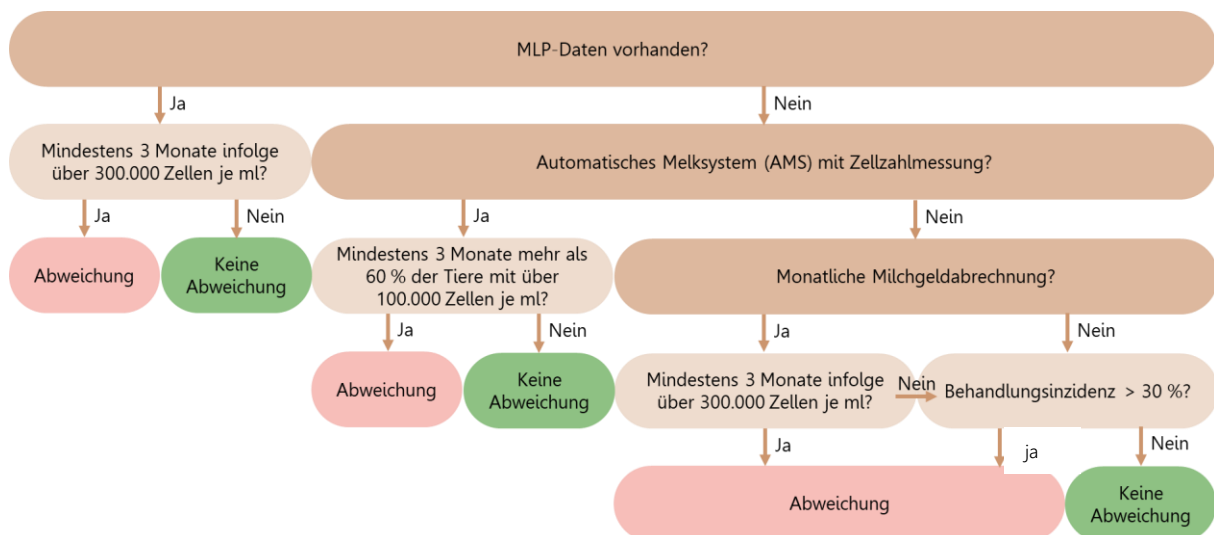 MLP-Daten vorhanden?
Ja
Nein
Mindestens 3 Monate infolge
über 300.000 Zellen je ml?
Automatisches Melksystem (AMS) mit Zellzahlmessung?
Ja
Nein
Ja
Nein
Abweichung
Keine
Abweichung
Mindestens 3 Monate mehr als
60 % der Tiere mit über
100.000 Zellen je ml?
Monatliche Milchgeldabrechnung?
Ja
Nein
Ja
Nein
Abweichung
Keine
Abweichung
Mindestens 3 Monate infolge
über 300.000 Zellen je ml?
Nein
Behandlungsinzidenz > 30 %?
Ja
ja
Nein
Abweichung
Keine
Abweichung